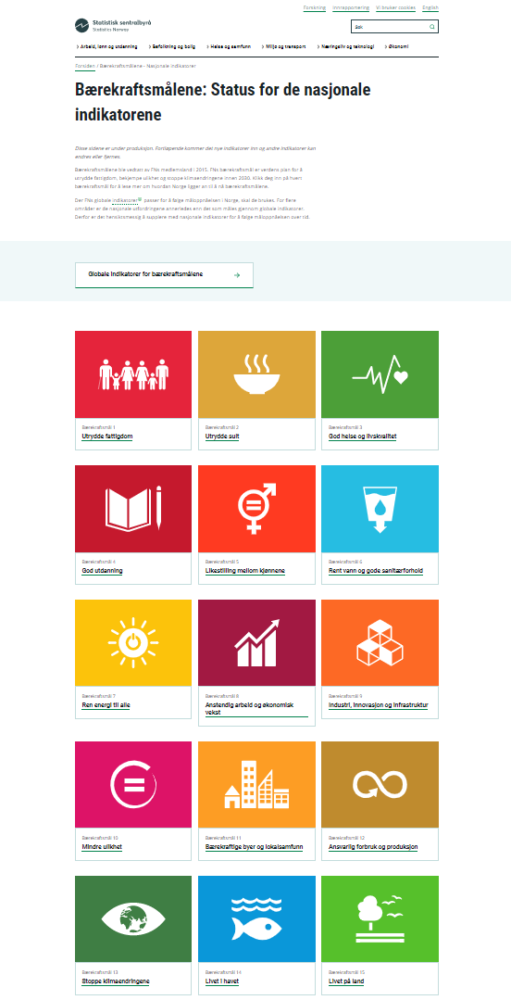 Forskning Innrapportering Vi bruker cookies English
Statistisk sentralbyrå
Statistics Norway
Søk
Arbeid, lønn og utdanning Befolkning og bolig Helse og samfunn Miljø og transport Næringsliv og teknologi Økonomi
Forsiden / Bærekraftsmålene - Nasjonale indikatorer
Bærekraftsmålene: Status for de nasjonale
indikatorene
Disse sidene er under produksjon. Fortløpende kommer det nye indikatorer inn og andre indikatorer kan
endres eller fjernes.
Bærekraftsmålene ble vedtatt av FNs medlemsland i 2015. FNs bærekraftsmål er verdens plan for å
utrydde fattigdom, bekjempe ulikhet og stoppe klimaendringene innen 2030. Klikk deg inn på hvert
bærekraftsmål for å lese mer om hvordan Norge ligger an til å nå bærekraftsmålene.
Der FNs globale indikatorer passer for å følge måloppnåelsen i Norge, skal de brukes. For flere
områder er de nasjonale utfordringene annerledes enn det som måles gjennom globale indikatorer.
Derfor er det hensiktsmessig å supplere med nasjonale indikatorer for å følge måloppnåelsen over tid.
Globale indikatorer for bærekraftsmålene
Bærekraftsmål 1
Utrydde fattigdom
Bærekraftsmål 2
Utrydde sult
Bærekraftsmål 3
God helse og livskvalitet
Bærekraftsmål 4
God utdanning
Bærekraftsmål 5
Likestilling mellom kjønnene
Bærekraftsmål 6
Rent vann og gode sanitærforhold
Bærekraftsmål 7
Ren energi til alle
Bærekraftsmål 8
Anstendig arbeid og økonomisk
vekst
Bærekraftsmål 9
Industri, innovasjon og infrastruktur
Bærekraftsmål 10
Mindre ulikhet
Bærekraftsmål 11
Bærekraftige byer og lokalsamfunn
Bærekraftsmål 12
Ansvarlig forbruk og produksjon
Bærekraftsmål 13
Stoppe klimaendringene
Bærekraftsmål 14
Livet i havet
Bærekraftsmål 15
Livet på land